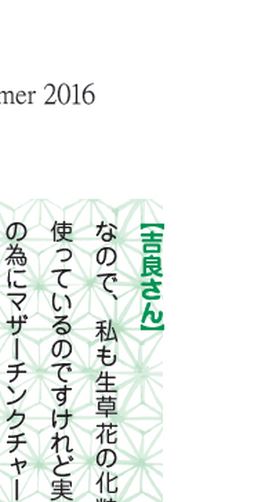 mer 2016
【吉良さん】
なので、私も生草花の化粧
使っているのですけれど実
の為にマザーチンクチャー